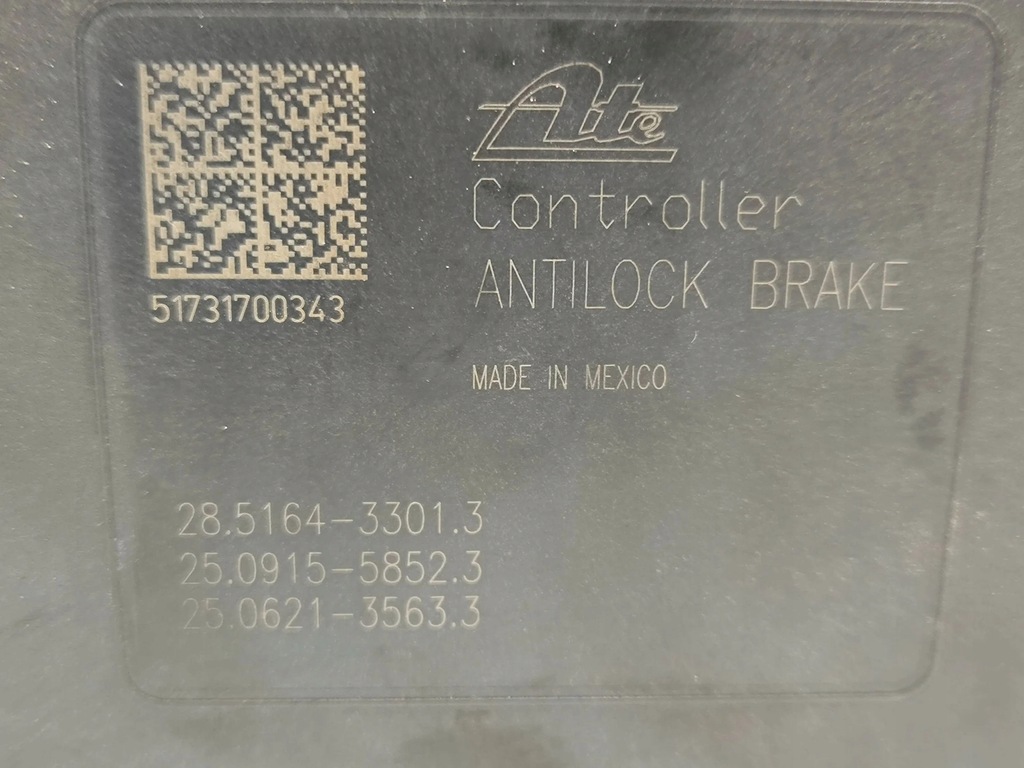 Ate
Controller
ANTILOCK BRAKE
51731700343
MADE IN MEXICO
28.5164-3301.3
25.0915-5852.3
25.0621-3563.3